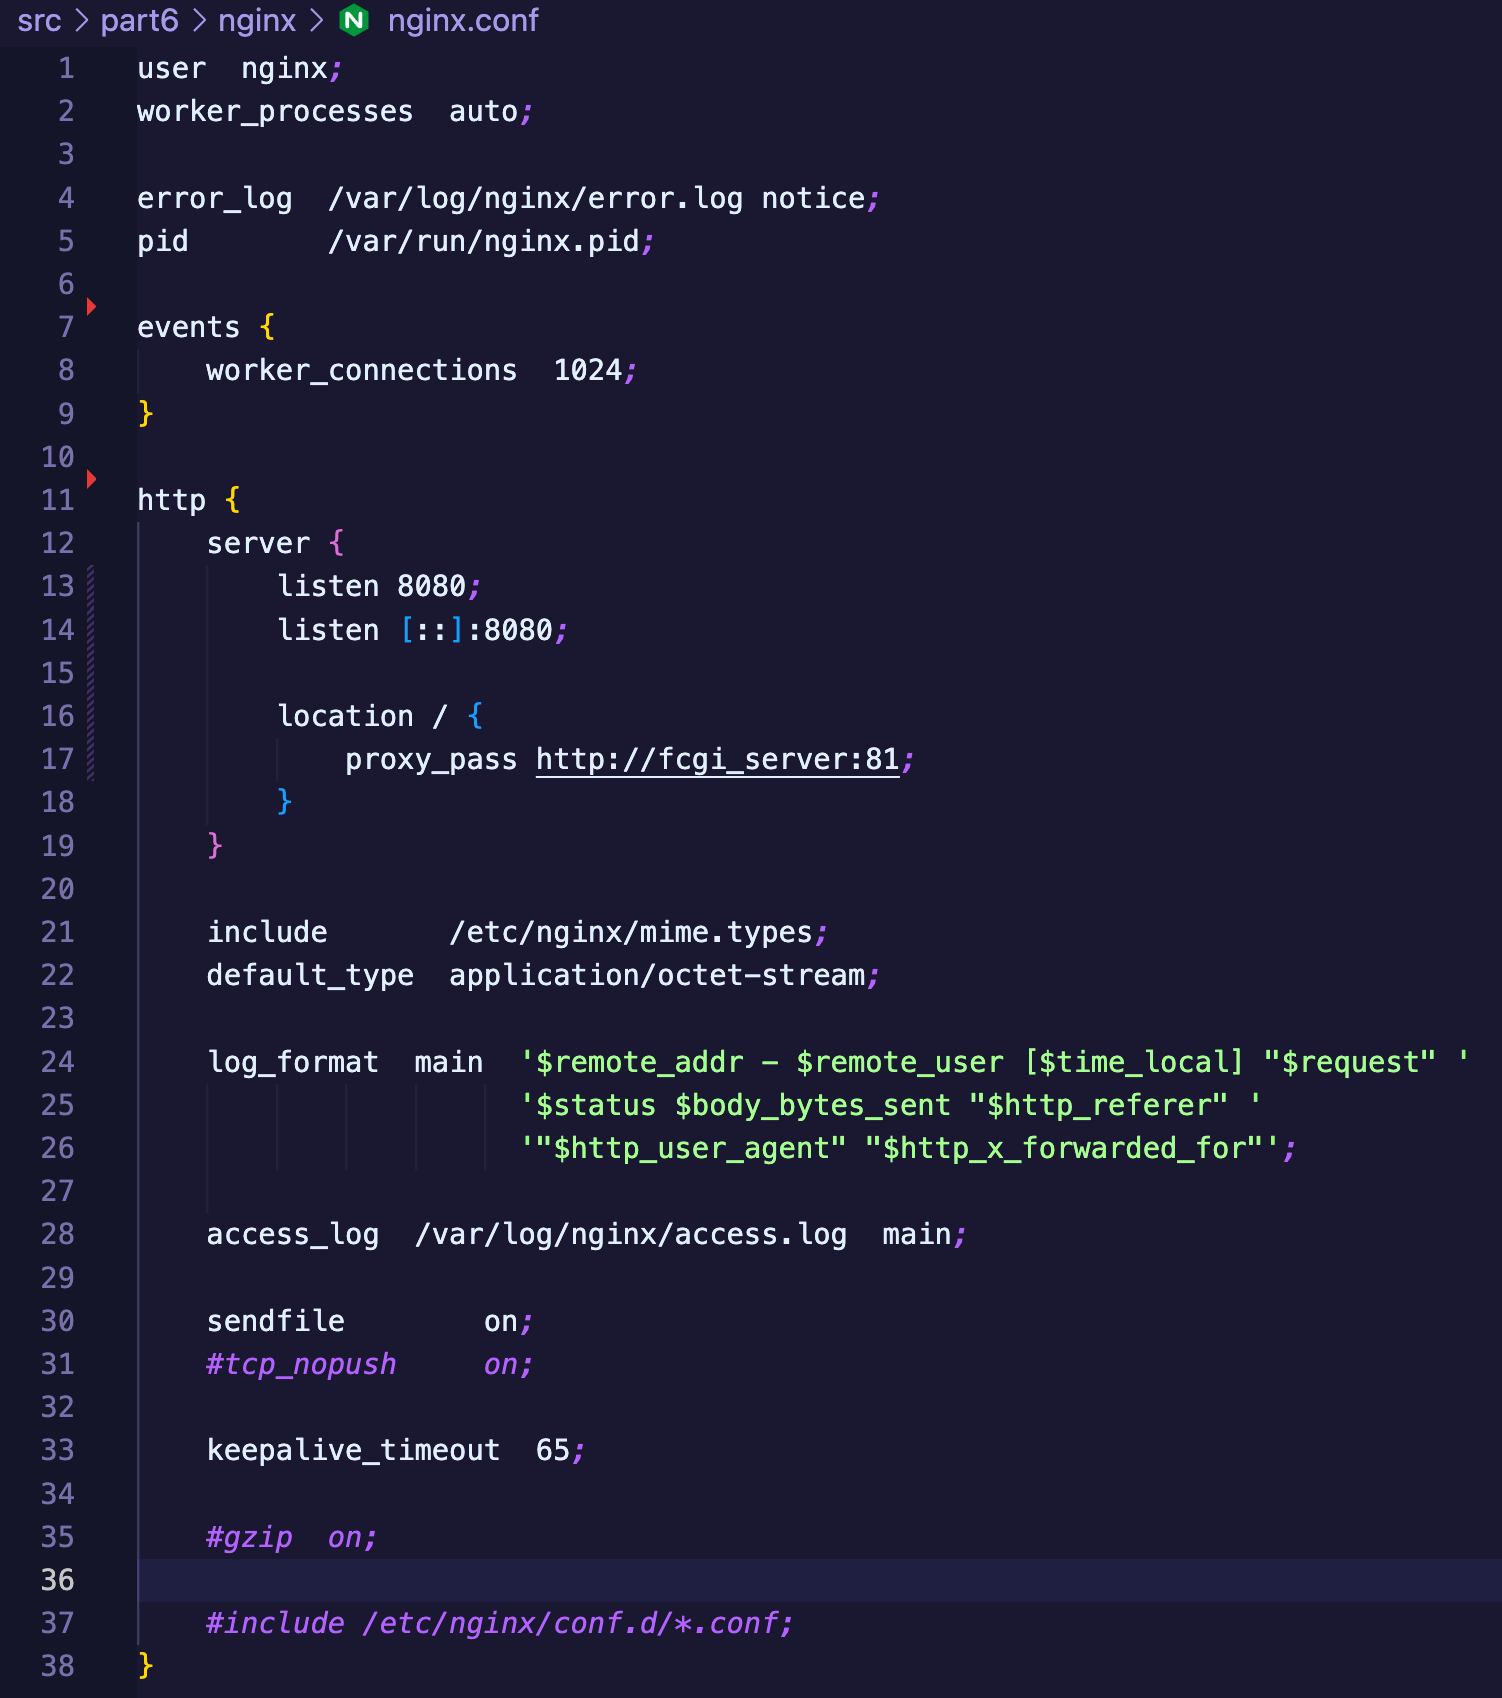 src > part6 > nginx > nginx.conf
1 user  nginx;
2 worker_processes  auto;
3
4 error_log  /var/log/nginx/error.log notice;
5 pid        /var/run/nginx.pid;
6
7 events {
8     worker_connections  1024;
9 }
10
11 http {
12     server {
13         listen 8080;
14         listen [::]:8080;
15
16         location / {
17             proxy_pass http://fcgi_server:81;
18         }
19     }
20
21     include       /etc/nginx/mime.types;
22     default_type  application/octet-stream;
23
24     log_format  main  '$remote_addr - $remote_user [$time_local] "$request" '
25                       '$status $body_bytes_sent "$http_referer" '
26                       '"$http_user_agent" "$http_x_forwarded_for"';
27
28     access_log  /var/log/nginx/access.log  main;
29
30     sendfile        on;
31     #tcp_nopush     on;
32
33     keepalive_timeout  65;
34
35     #gzip  on;
36
37     #include /etc/nginx/conf.d/*.conf;
38 }